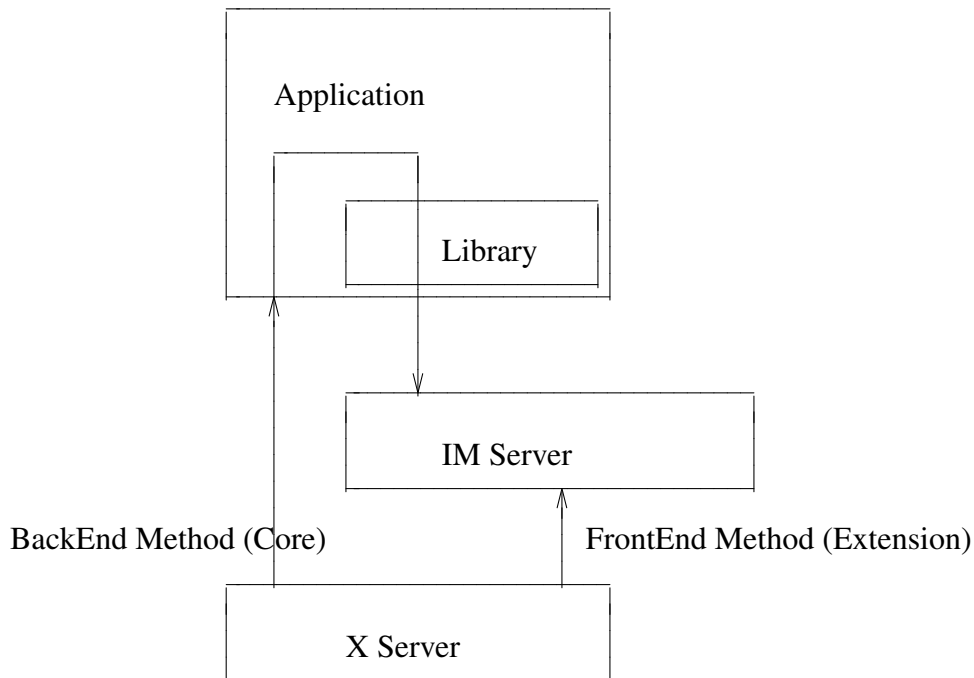 Application
Library
IM Server
BackEnd Method (Core)
FrontEnd Method (Extension)
X Server